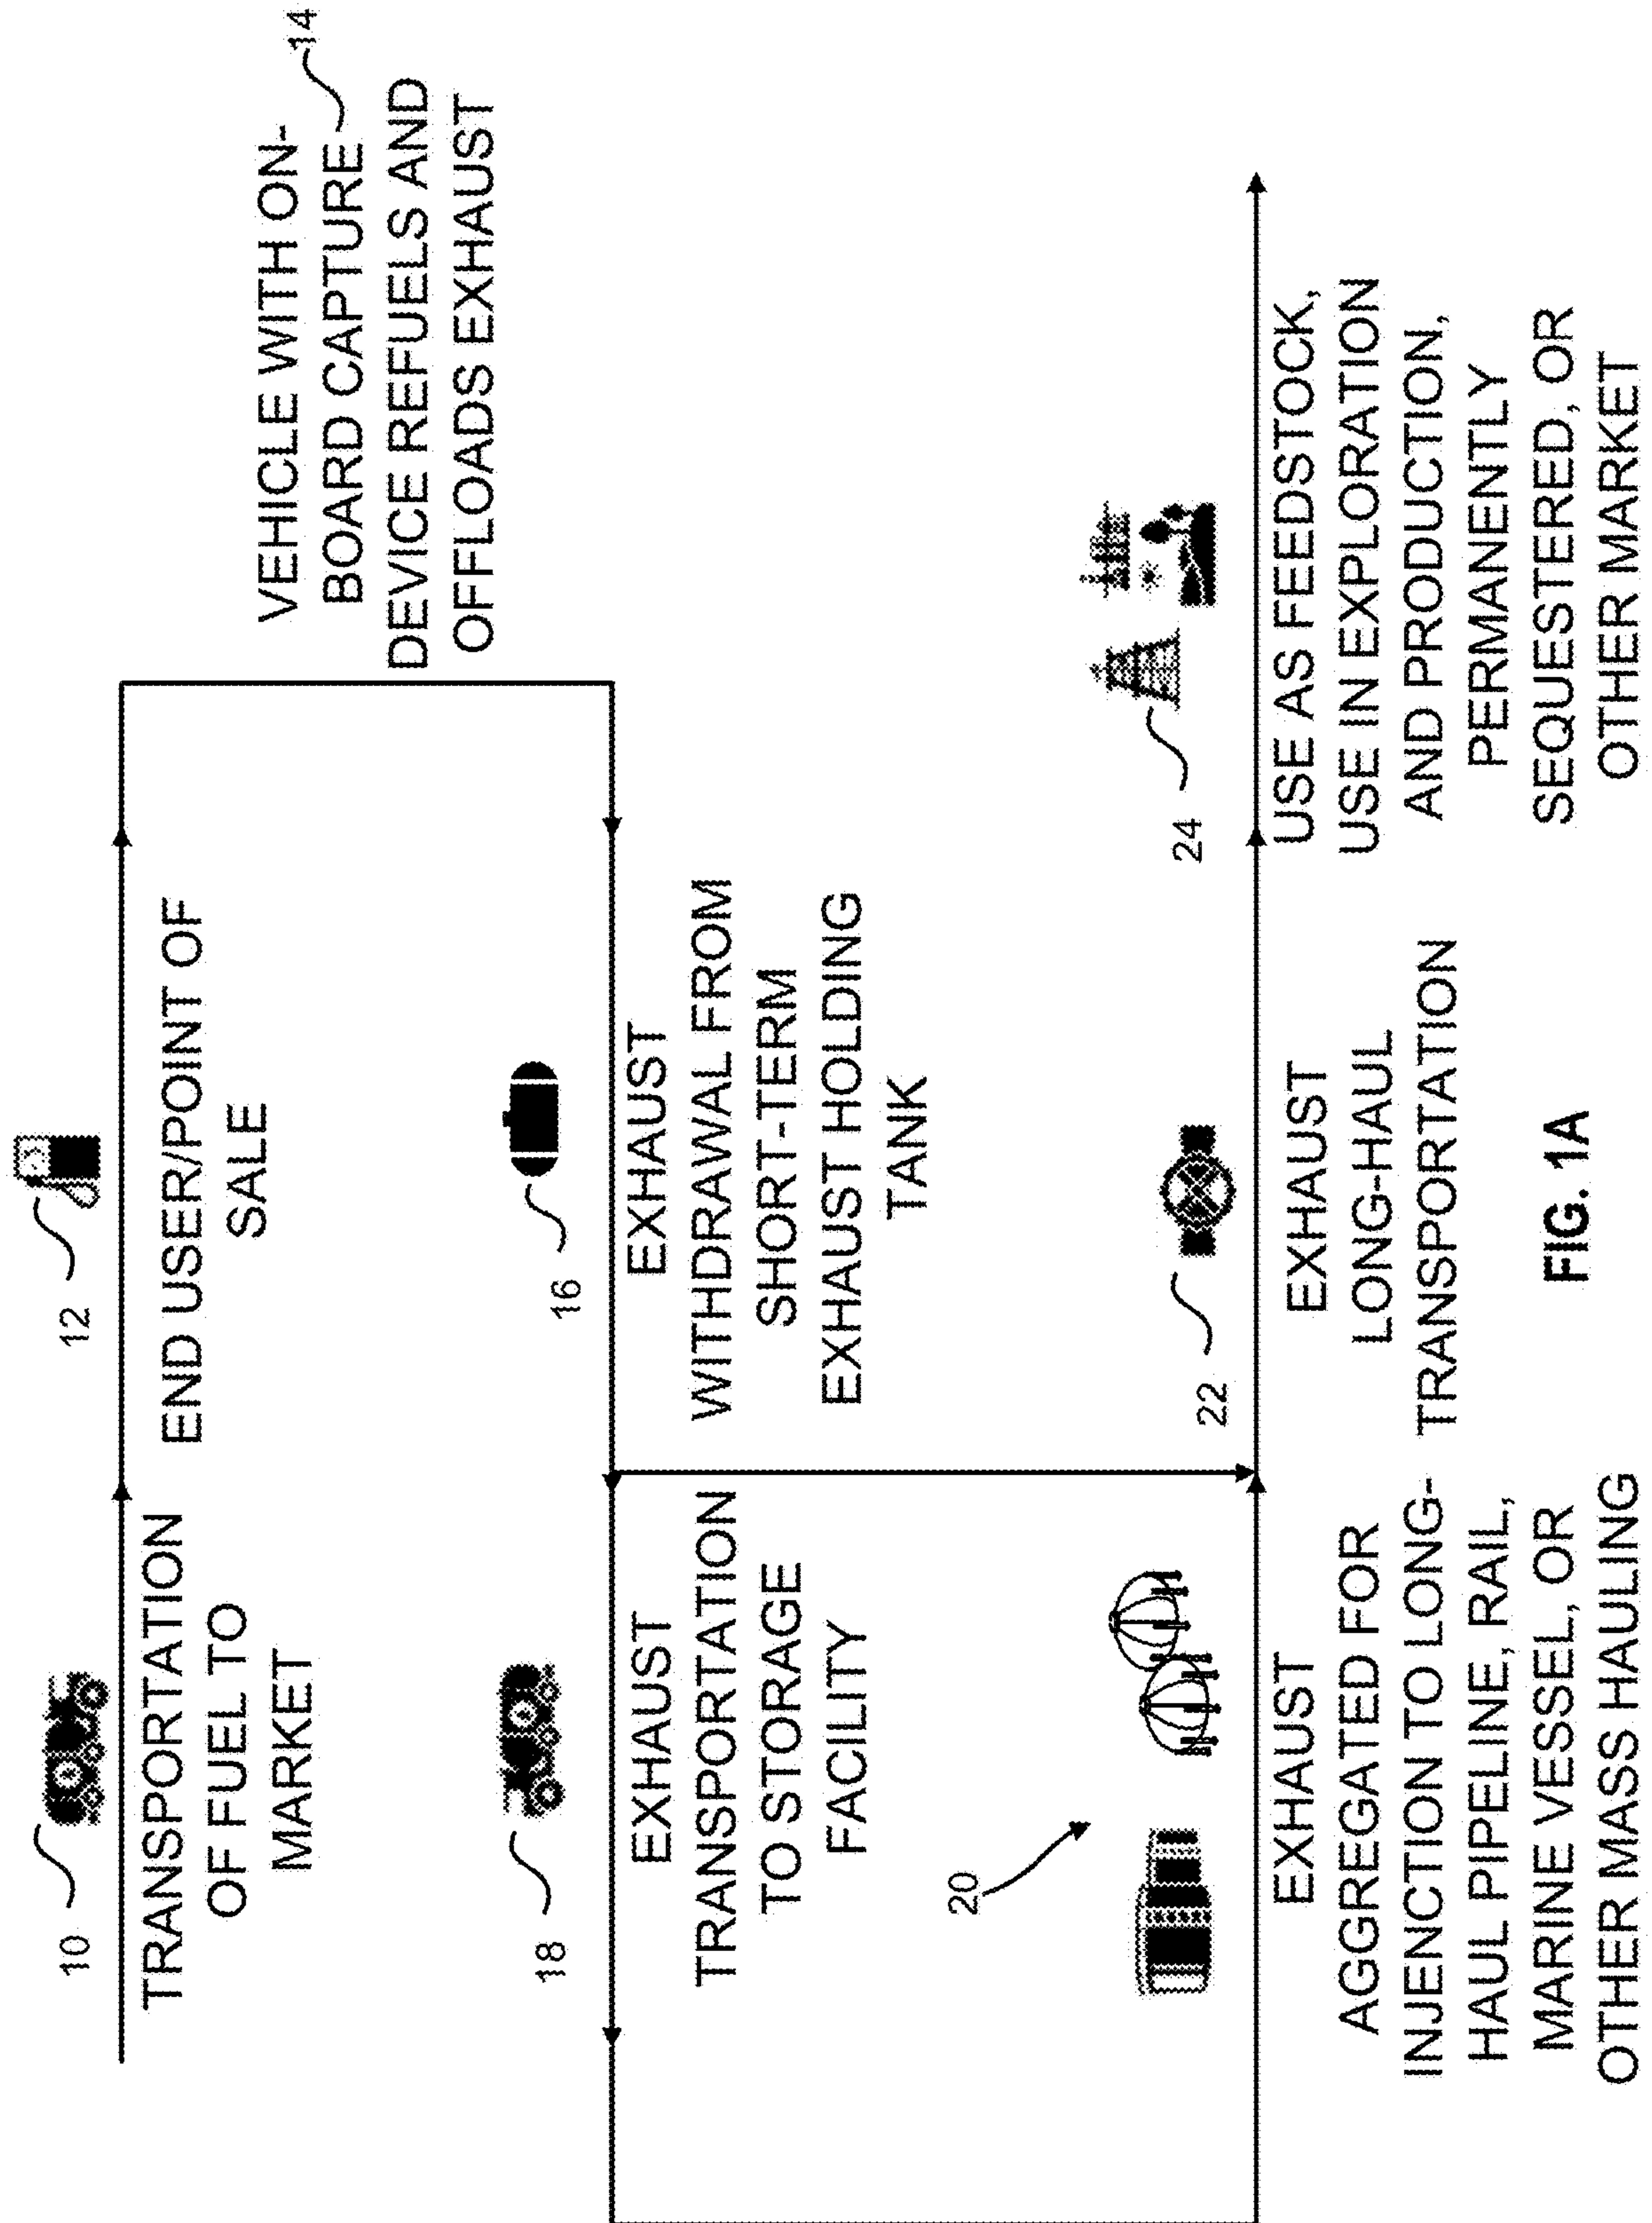 10
TRANSPORTATION
OF FUEL TO
MARKET
12
END USER/POINT OF
SALE
14
VEHICLE WITH ON-
BOARD CAPTURE
DEVICE REFUELS AND
OFFLOADS EXHAUST
18
EXHAUST
TRANSPORTATION
TO STORAGE
FACILITY
16
EXHAUST
WITHDRAWAL FROM
SHORT-TERM
EXHAUST HOLDING
TANK
20
EXHAUST
AGGREGATED FOR
INJENCTION TO LONG-
HAUL PIPELINE, RAIL,
MARINE VESSEL, OR
OTHER MASS HAULING
22
EXHAUST
LONG-HAUL
TRANSPORTATION
24
USE AS FEEDSTOCK,
USE IN EXPLORATION
AND PRODUCTION,
PERMANENTLY
SEQUESTERED, OR
OTHER MARKET
FIG. 1A